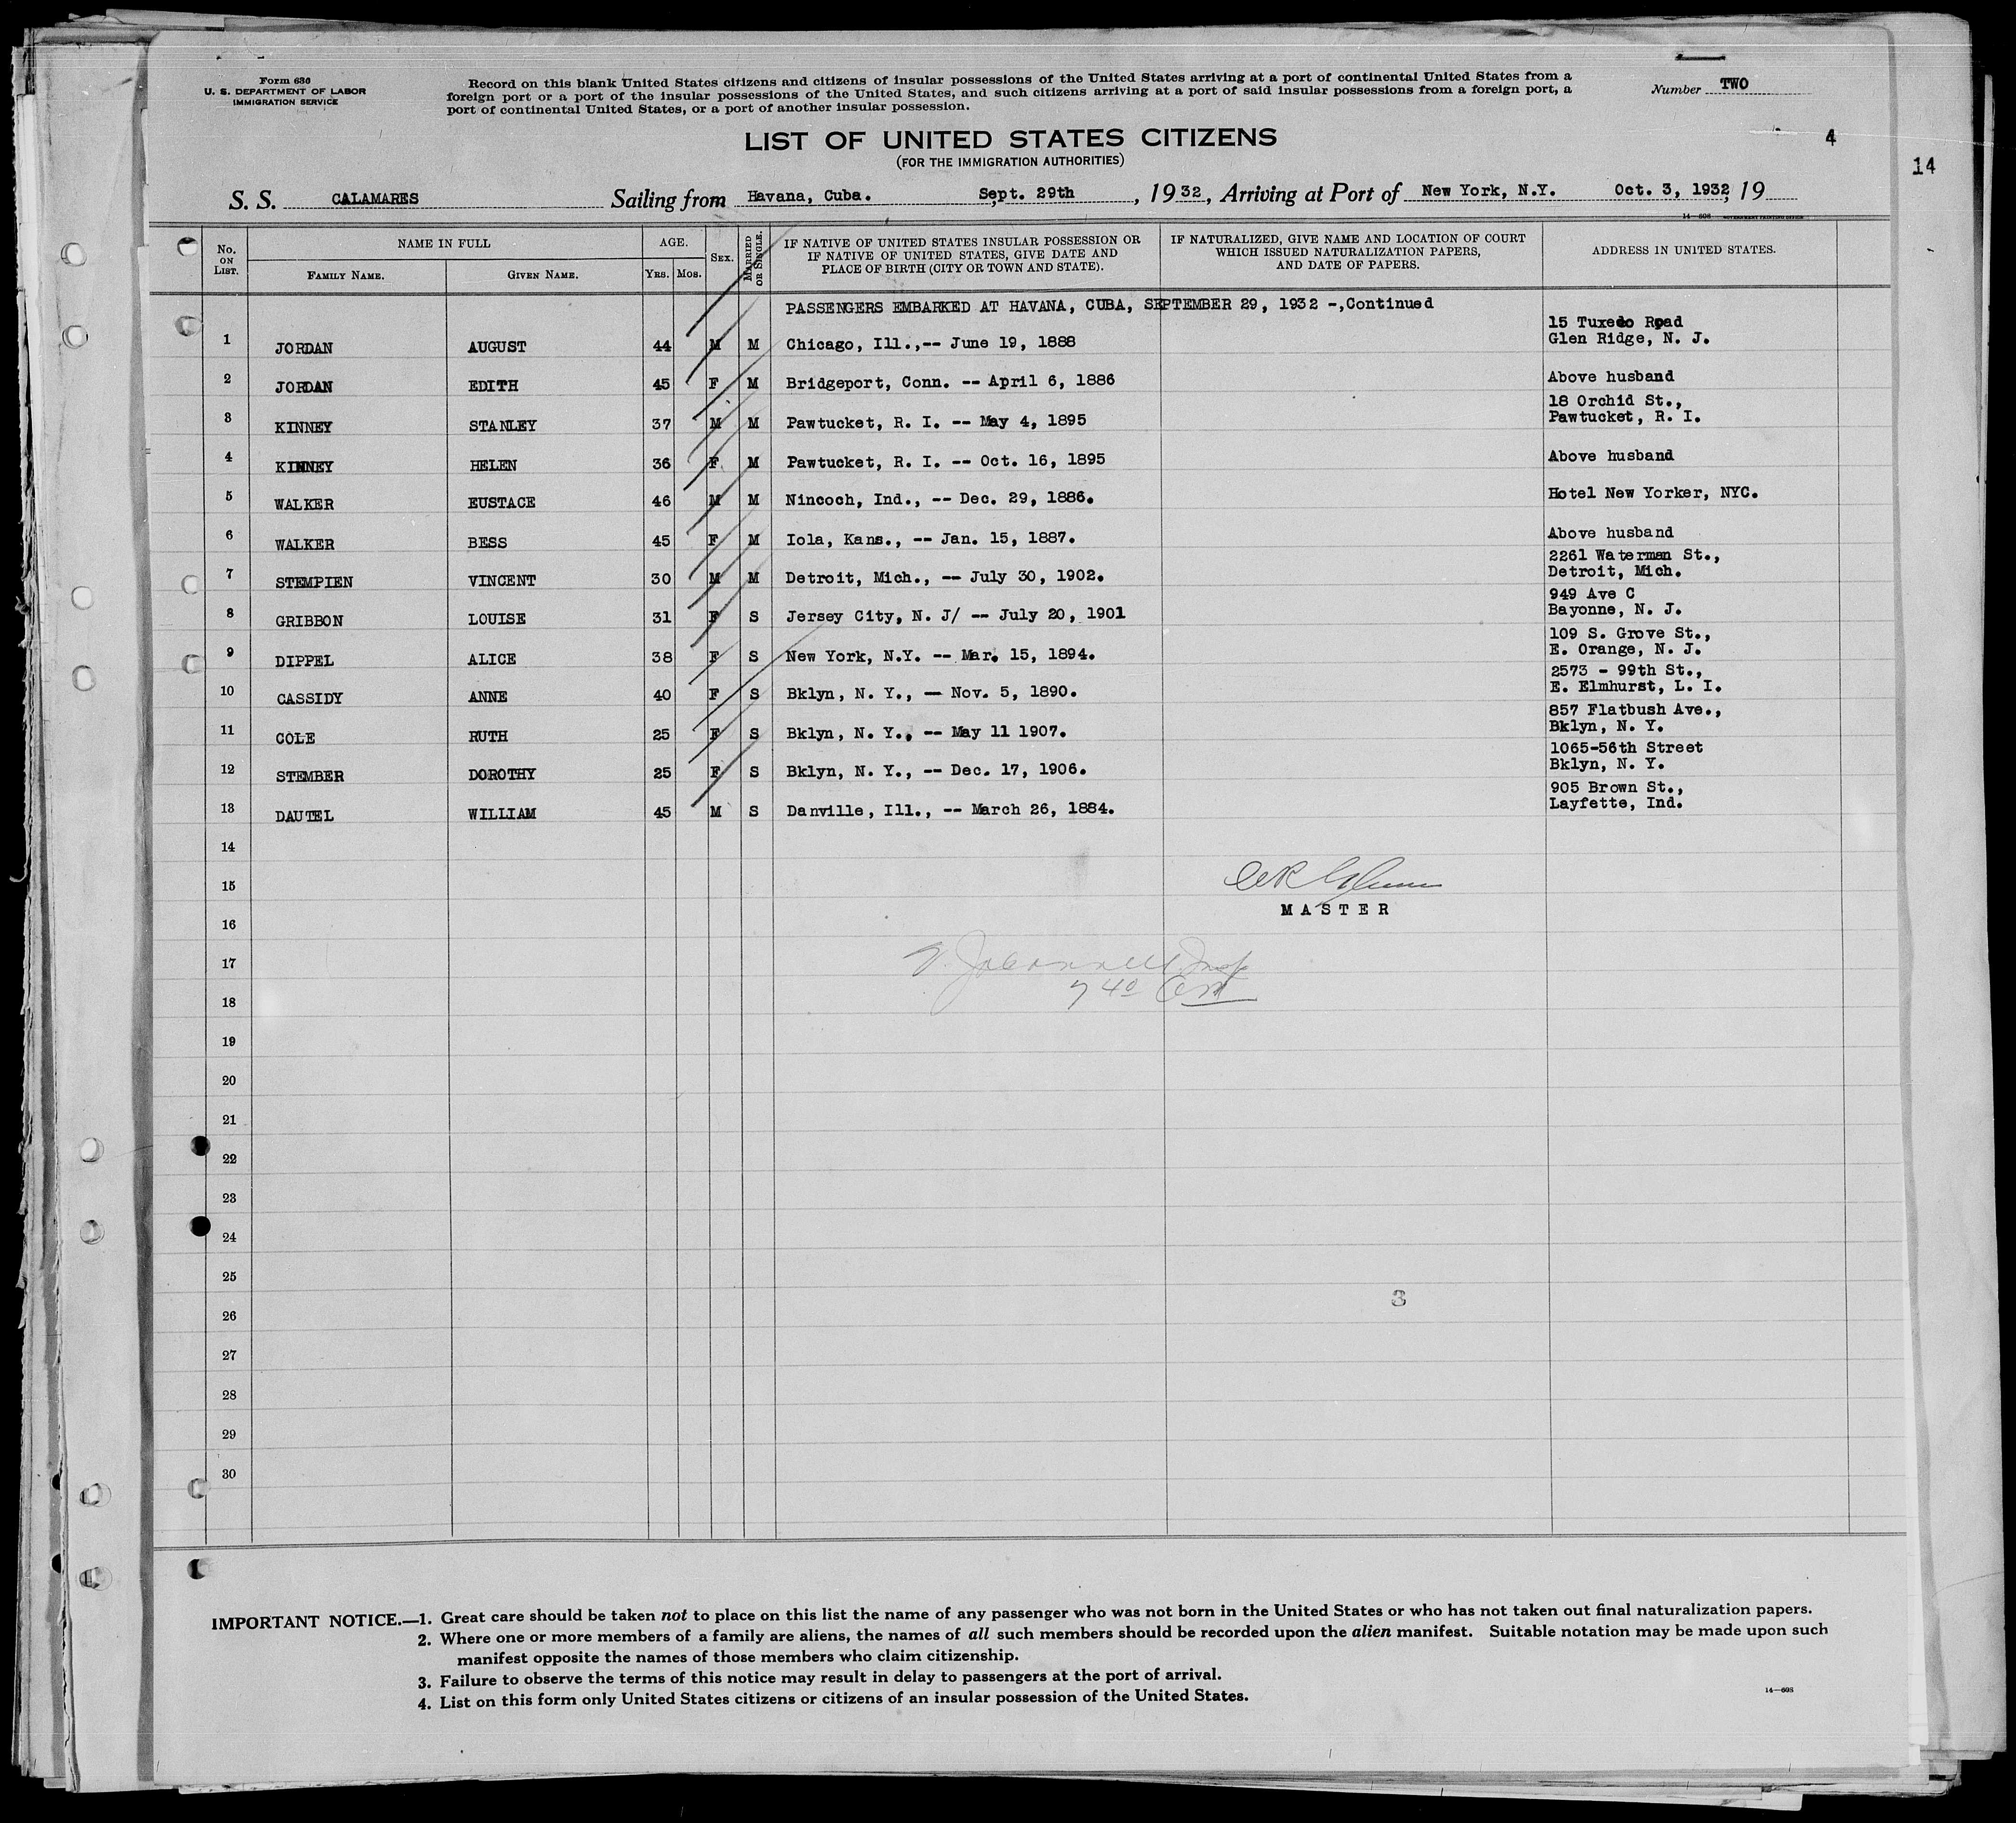 Form 630
U. S. DEPARTMENT OF LABOR
IMMIGRATION SERVICE
Record on this blank United States citizens and citizens of insular possessions of the United States arriving at a port of continental United States from a
foreign port or a port of the insular possessions of the United States, and such citizens arriving at a port of said insular possessions from a foreign port, a
port of continental United States, or a port of another insular possession.
Number TWO
LIST OF UNITED STATES CITIZENS
(FOR THE IMMIGRATION AUTHORITIES)
4
14
S. S. CALAMARES Sailing from Havana, Cuba. Sept. 29th, 1932, Arriving at Port of New York, N.Y. Oct. 3, 1932, 19
14—608 GOVERNMENT PRINTING OFFICE
No. ON LIST. NAME IN FULL FAMILY NAME. GIVEN NAME. AGE. YRS. MOS. SEX. MARRIED OR SINGLE. IF NATIVE OF UNITED STATES INSULAR POSSESSION OR IF NATIVE OF UNITED STATES, GIVE DATE AND PLACE OF BIRTH (CITY OR TOWN AND STATE). IF NATURALIZED, GIVE NAME AND LOCATION OF COURT WHICH ISSUED NATURALIZATION PAPERS, AND DATE OF PAPERS. ADDRESS IN UNITED STATES.
PASSENGERS EMBARKED AT HAVANA, CUBA, SEPTEMBER 29, 1932 -,Continued
1 JORDAN AUGUST 44 M M Chicago, Ill.,-- June 19, 1888 15 Tuxedo Road Glen Ridge, N. J.
2 JORDAN EDITH 45 F M Bridgeport, Conn. -- April 6, 1886 Above husband
3 KINNEY STANLEY 37 M M Pawtucket, R. I. -- May 4, 1895 18 Orchid St., Pawtucket, R. I.
4 KINNEY HELEN 36 F M Pawtucket, R. I. -- Oct. 16, 1895 Above husband
5 WALKER EUSTACE 46 M M Nincoch, Ind., -- Dec. 29, 1886. Hotel New Yorker, NYC.
6 WALKER BESS 45 F M Iola, Kans., -- Jan. 15, 1887. Above husband
7 STEMPIEN VINCENT 30 M M Detroit, Mich., -- July 30, 1902. 2261 Waterman St., Detroit, Mich.
8 GRIBBON LOUISE 31 F S Jersey City, N. J/ -- July 20, 1901 949 Ave C Bayonne, N. J.
9 DIPPEL ALICE 38 F S New York, N.Y. -- Mar. 15, 1894. 109 S. Grove St., E. Orange, N. J.
10 CASSIDY ANNE 40 F S Bklyn, N. Y., — Nov. 5, 1890. 2573 - 99th St., E. Elmhurst, L. I.
11 COLE RUTH 25 F S Bklyn, N. Y., -- May 11 1907. 857 Flatbush Ave., Bklyn, N. Y.
12 STEMBER DOROTHY 25 F S Bklyn, N. Y., -- Dec. 17, 1906. 1065-56th Street Bklyn, N. Y.
13 DAUTEL WILLIAM 45 M S Danville, Ill., -- March 26, 1884. 905 Brown St., Layfette, Ind.
14
15
MASTER
16
17
18
19
20
21
22
23
24
25
3
26
27
28
29
30
IMPORTANT NOTICE.—1. Great care should be taken not to place on this list the name of any passenger who was not born in the United States or who has not taken out final naturalization papers.
2. Where one or more members of a family are aliens, the names of all such members should be recorded upon the alien manifest. Suitable notation may be made upon such
manifest opposite the names of those members who claim citizenship.
3. Failure to observe the terms of this notice may result in delay to passengers at the port of arrival.
4. List on this form only United States citizens or citizens of an insular possession of the United States.
14—608